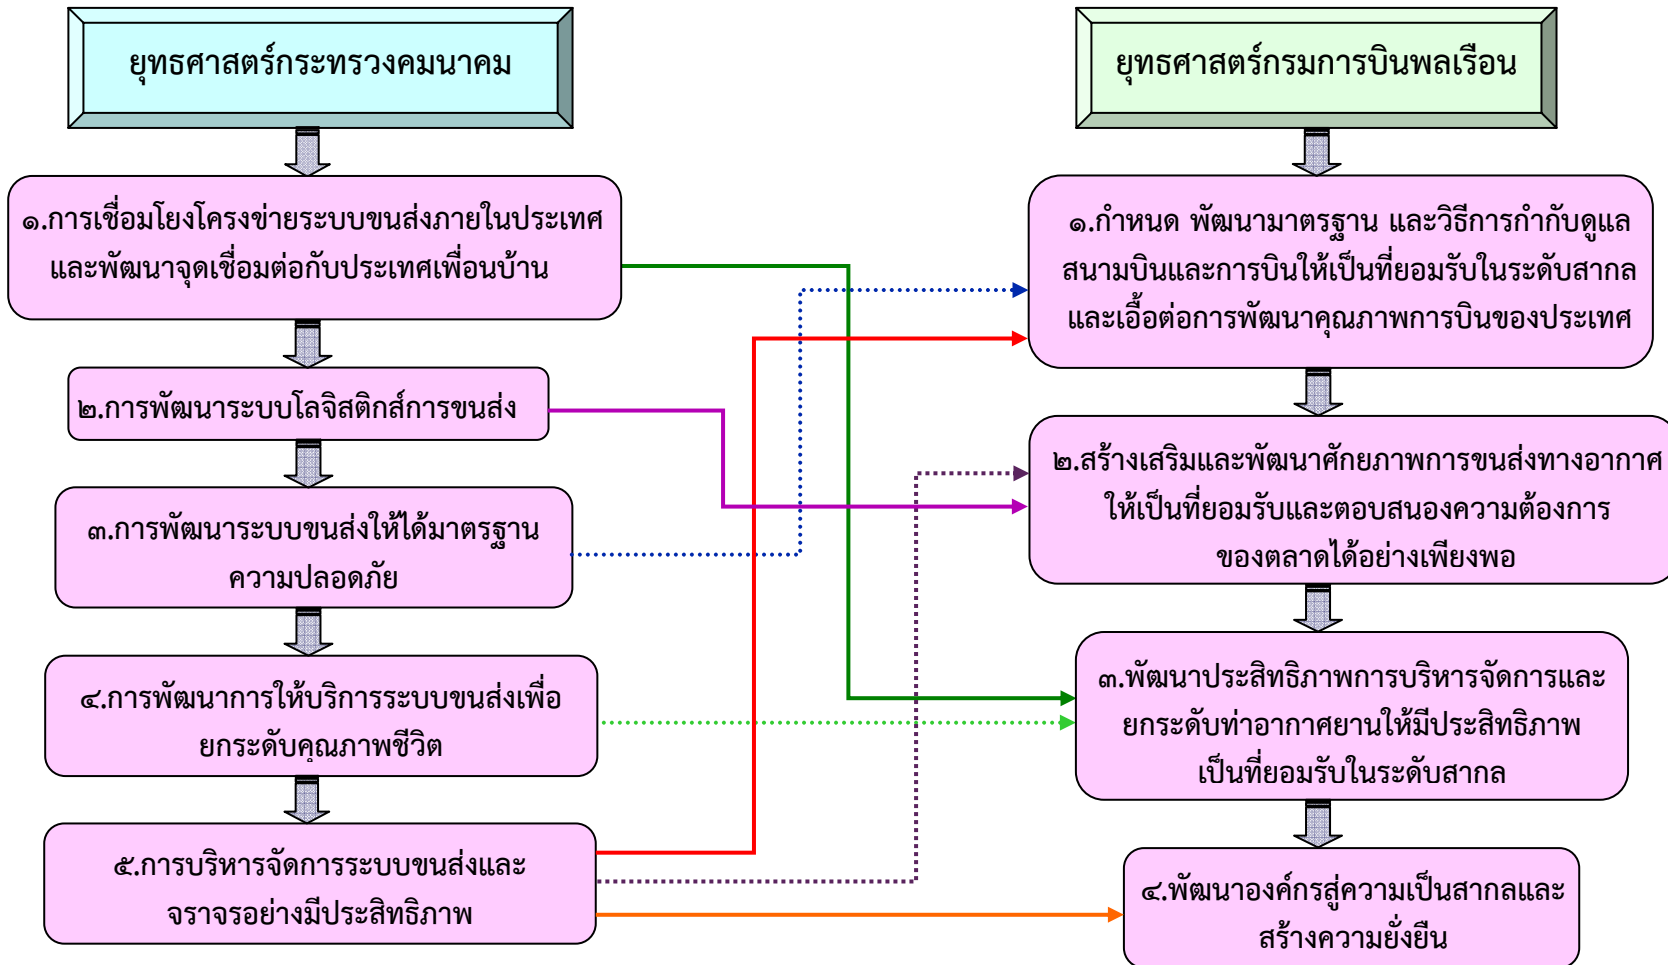 ยุทธศาสตร์กระทรวงคมนาคม
๑.การเชื่อมโยงโครงข่ายระบบขนส่งภายในประเทศ
และพัฒนาจุดเชื่อมต่อกับประเทศเพื่อนบ้าน
๒.การพัฒนาระบบโลจิสติกส์การขนส่ง
๓.การพัฒนาระบบขนส่งให้ได้มาตรฐาน
ความปลอดภัย
๔.การพัฒนาการให้บริการระบบขนส่งเพื่อ
ยกระดับคุณภาพชีวิต
๕.การบริหารจัดการระบบขนส่งและ
จราจรอย่างมีประสิทธิภาพ
ยุทธศาสตร์กรมการบินพลเรือน
๑.กำหนด พัฒนามาตรฐาน และวิธีการกำกับดูแล
สนามบินและการบินให้เป็นที่ยอมรับในระดับสากล
และเอื้อต่อการพัฒนาคุณภาพการบินของประเทศ
๒.สร้างเสริมและพัฒนาศักยภาพการขนส่งทางอากาศ
ให้เป็นที่ยอมรับและตอบสนองความต้องการ
ของตลาดได้อย่างเพียงพอ
๓.พัฒนาประสิทธิภาพการบริหารจัดการและ
ยกระดับท่าอากาศยานให้มีประสิทธิภาพ
เป็นที่ยอมรับในระดับสากล
๔.พัฒนาองค์กรสู่ความเป็นสากลและ
สร้างความยั่งยืน